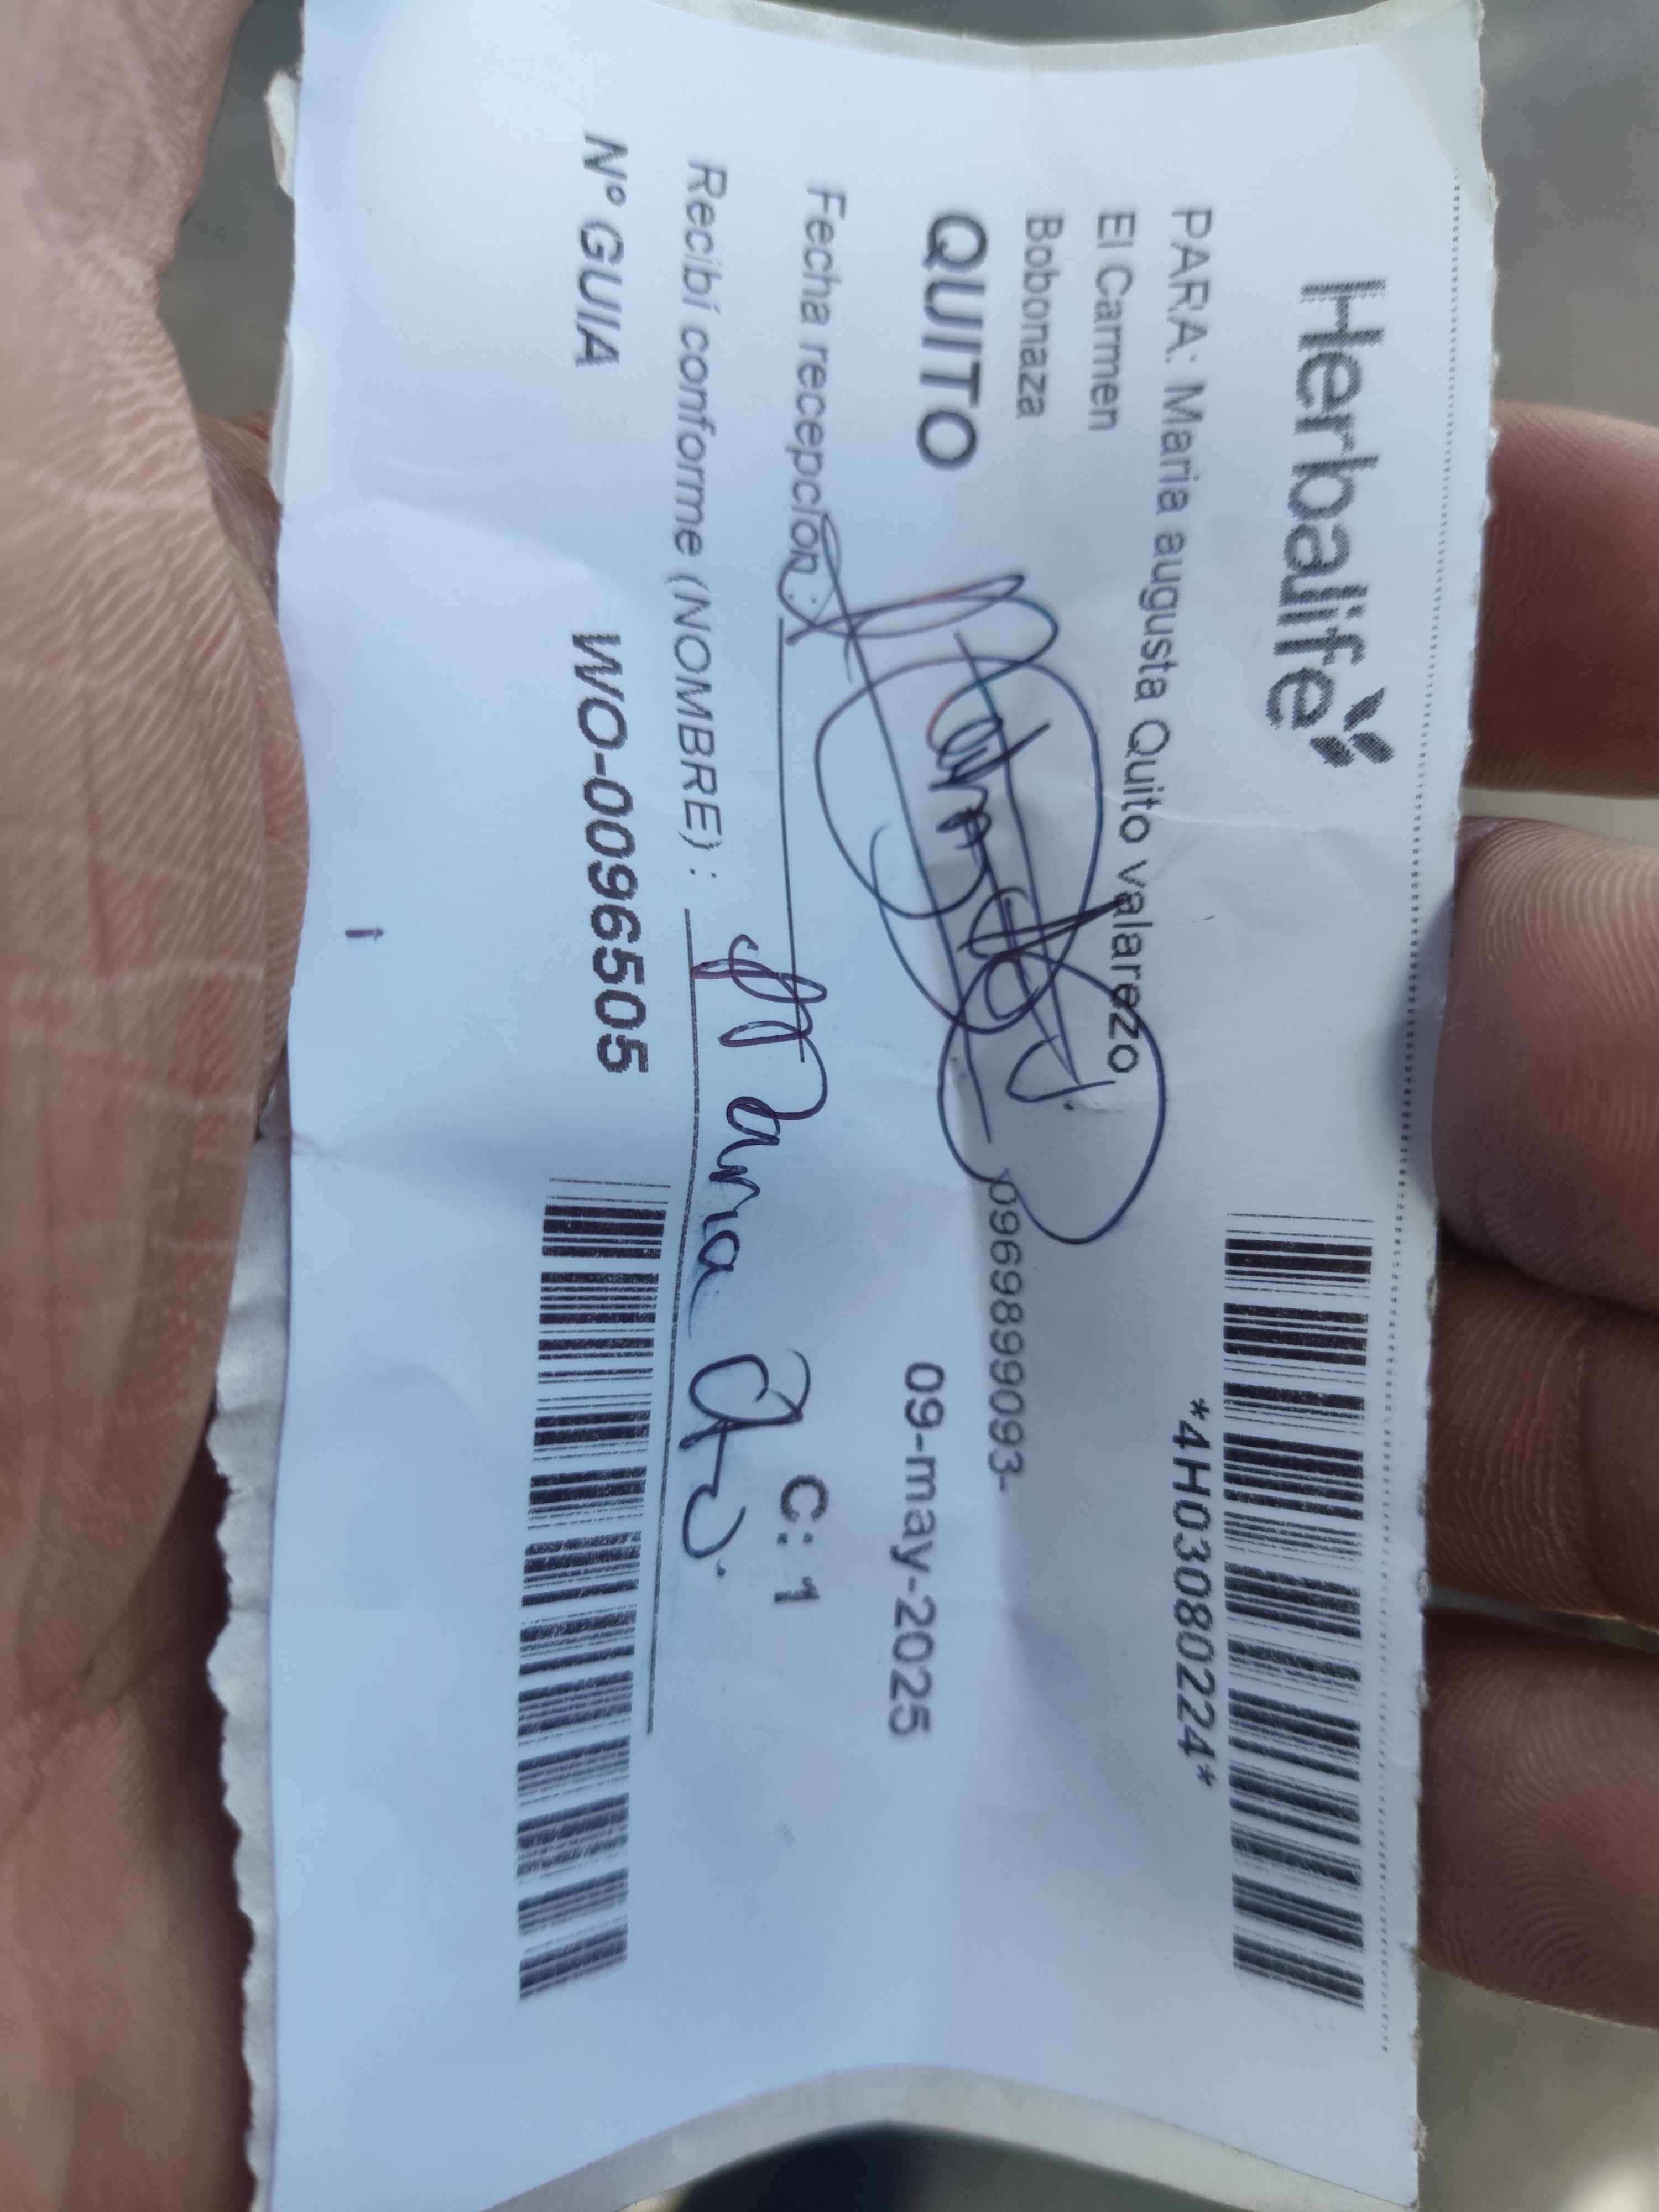 Herbalife
*4H03080224*
PARA: Maria augusta Quito valarezo
El Carmen
Bobonaza
0969899093-
QUITO
09-may-2025
Fecha recepción:
C: 1
Recibí conforme (NOMBRE) : Maria
Nº GUIA WO-0096505